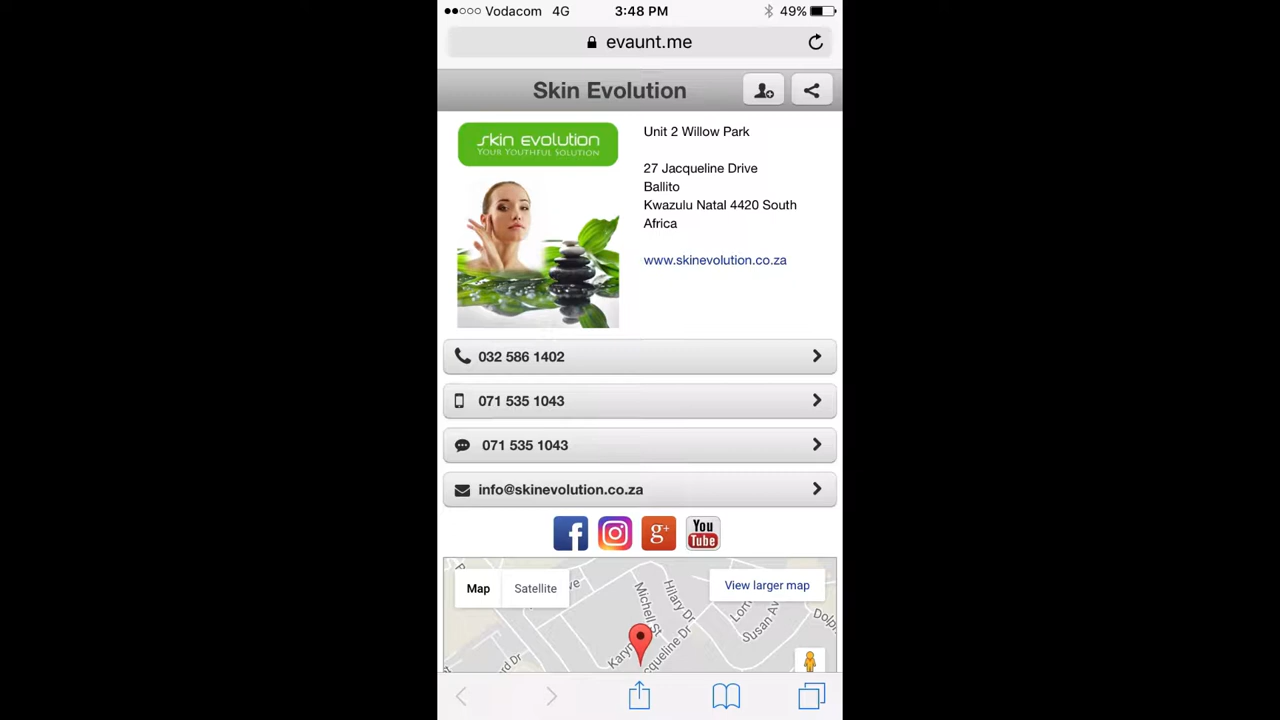 Vodacom 4G 3:48 PM 49%
evaunt.me
Skin Evolution
skin evolution
YOUR YOUTHFUL SOLUTION
Unit 2 Willow Park
27 Jacqueline Drive
Ballito
Kwazulu Natal 4420 South
Africa
www.skinevolution.co.za
032 586 1402
071 535 1043
071 535 1043
info@skinevolution.co.za
f g+ You
Tube
Map Satellite View larger map
Michell St
Hilary Dr
Susan Av